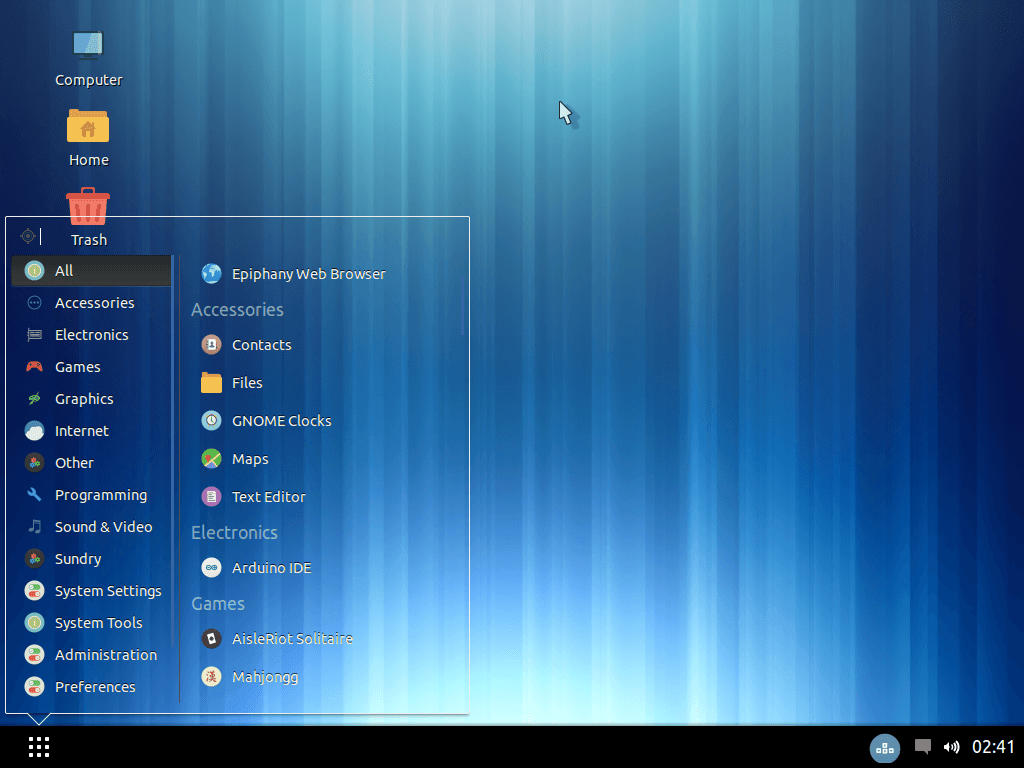 Computer
Home
Trash
All
Accessories
Electronics
Games
Graphics
Internet
Other
Programming
Sound & Video
Sundry
System Settings
System Tools
Administration
Preferences
Epiphany Web Browser
Accessories
Contacts
Files
GNOME Clocks
Maps
Text Editor
Electronics
Arduino IDE
Games
AisleRiot Solitaire
Mahjongg
02:41